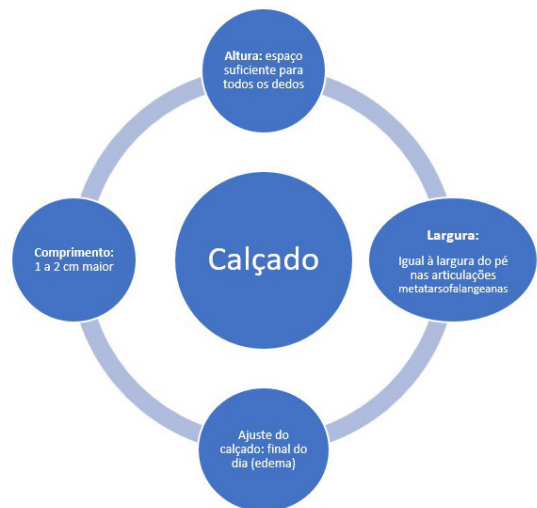 Altura: espaço
suficiente para
todos os dedos
Largura:
Igual à largura do pé
nas articulações
metatarsofalangeanas
Ajuste do
calçado: final do
dia (edema)
Comprimento:
1 a 2 cm maior
Calçado